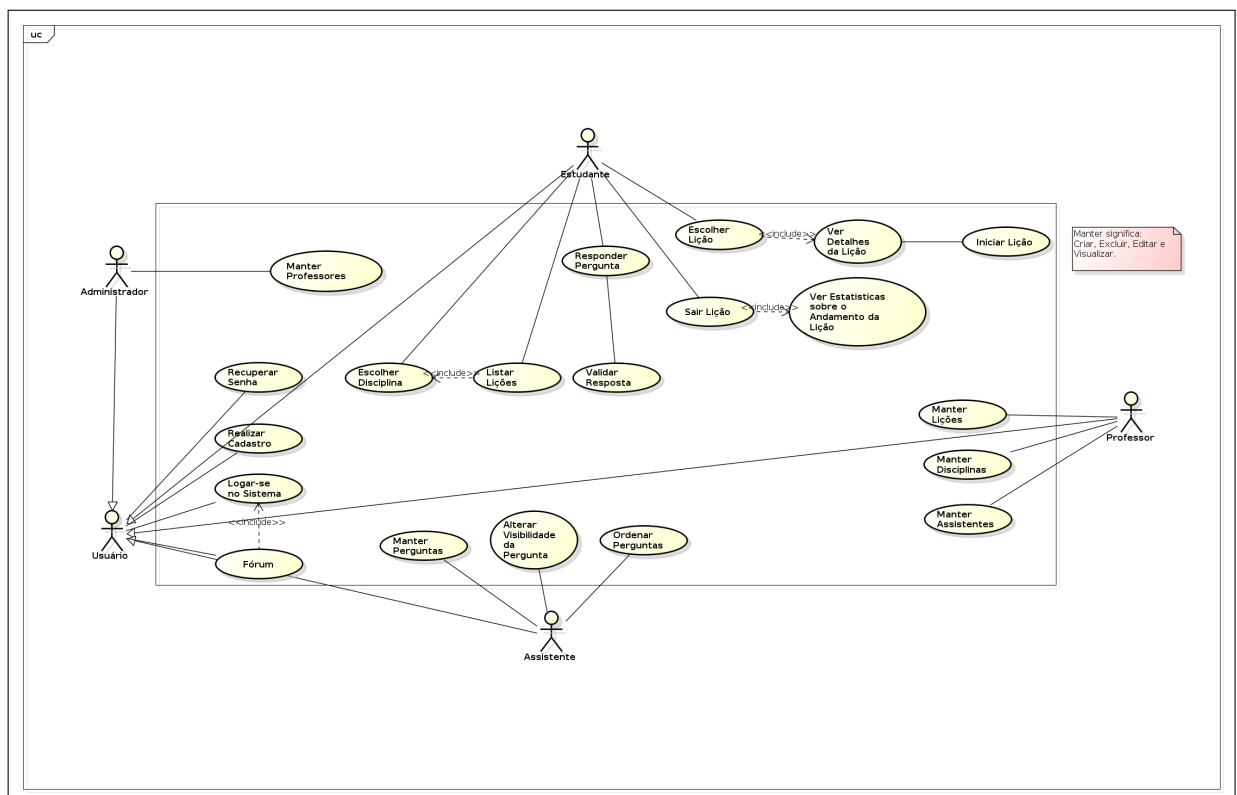 uc
Estudante
Escolher
Lição
<<include>>
Ver
Detalhes
da Lição
Iniciar Lição
Manter significa:
Criar, Excluir, Editar e
Visualizar.
Administrador
Manter
Professores
Responder
Pergunta
Sair Lição
<<include>>
Ver Estatisticas
sobre o
Andamento da
Lição
Recuperar
Senha
Escolher
Disciplina
<<include>>
Listar
Lições
Validar
Resposta
Manter
Lições
Professor
Realizar
Cadastro
Manter
Disciplinas
Logar-se
no Sistema
Manter
Assistentes
<<include>>
Usuário
Fórum
Manter
Perguntas
Alterar
Visibilidade
da
Pergunta
Ordenar
Perguntas
Assistente